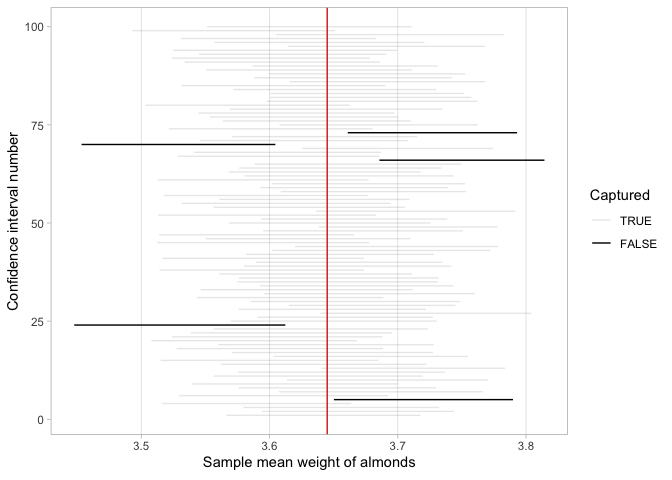 100
75
50
25
0
Confidence interval number
3.5
3.6
3.7
3.8
Sample mean weight of almonds
Captured
TRUE
FALSE